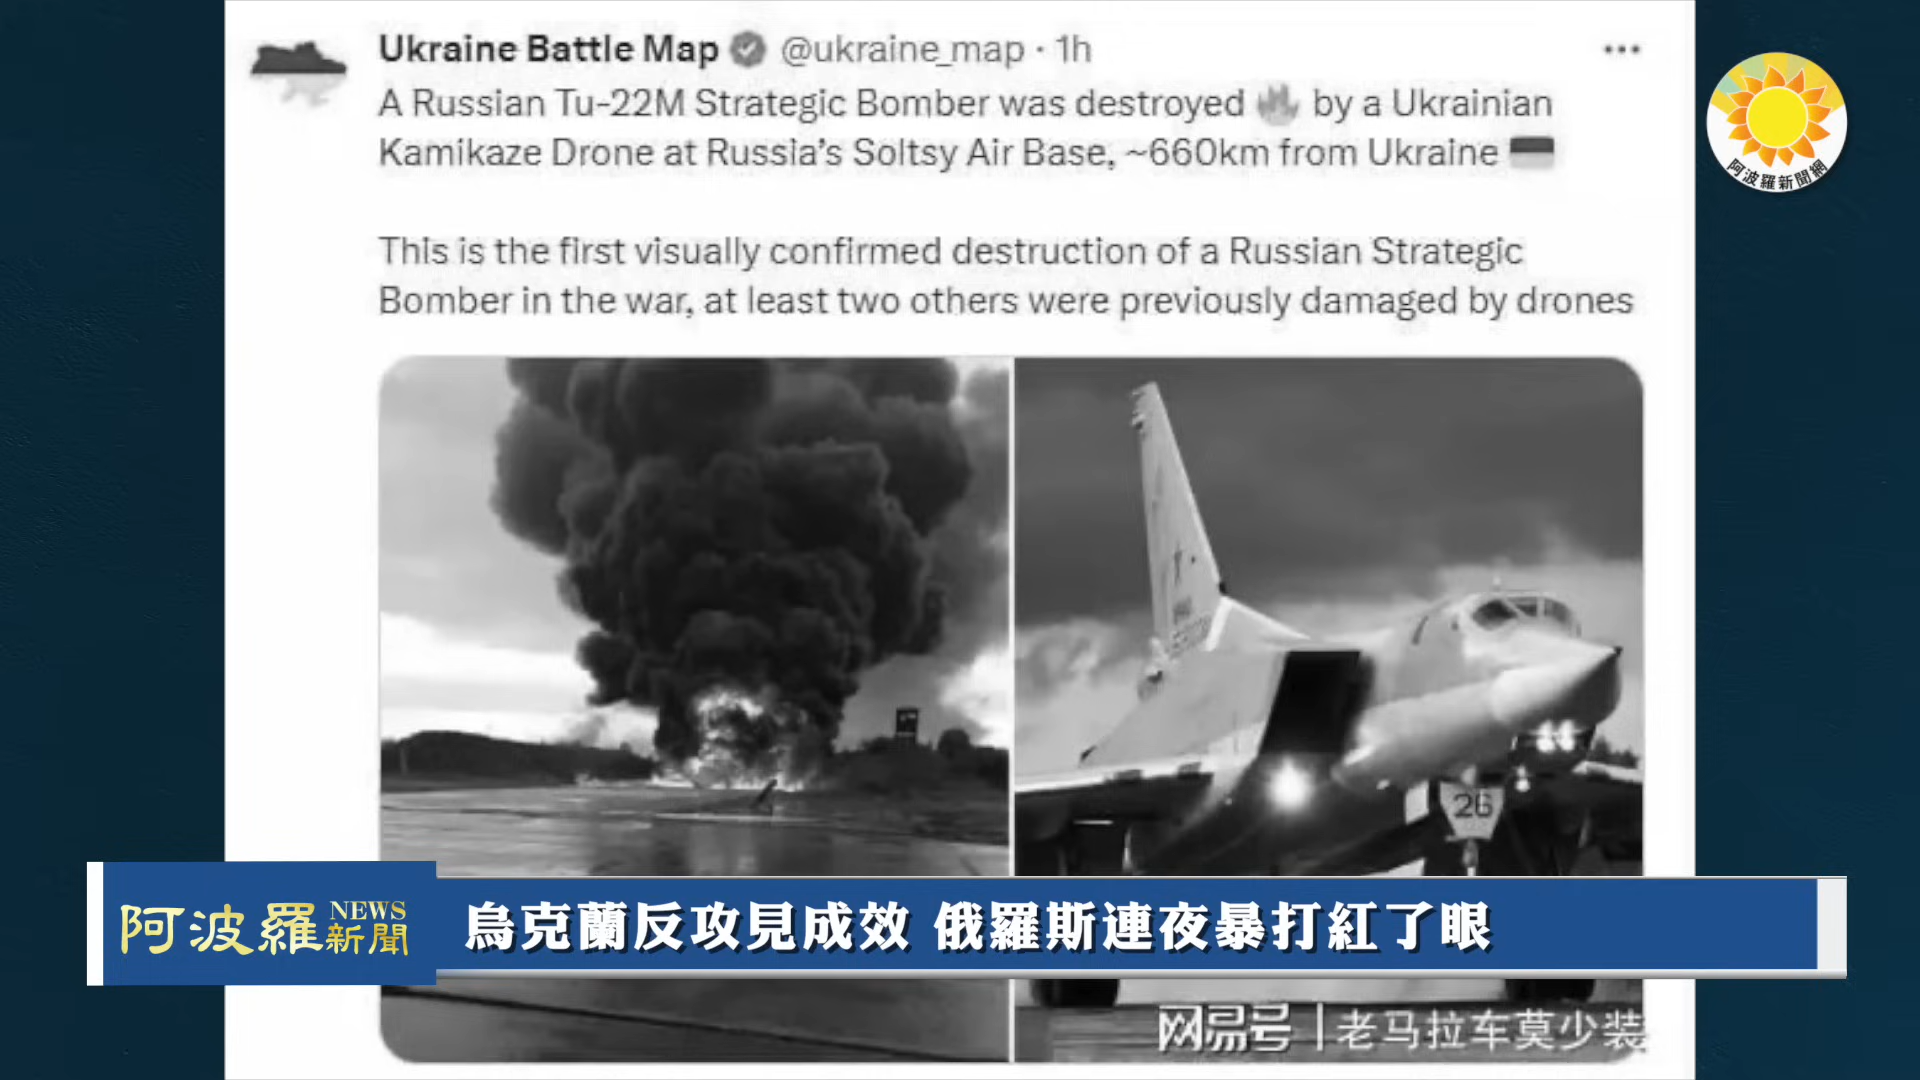 Ukraine Battle Map @ukraine_map · 1h
A Russian Tu-22M Strategic Bomber was destroyed 🔥 by a Ukrainian
Kamikaze Drone at Russia's Soltsy Air Base, ~660km from Ukraine
This is the first visually confirmed destruction of a Russian Strategic
Bomber in the war, at least two others were previously damaged by drones
阿波羅新聞網
26
阿波羅新聞 NEWS
烏克蘭反攻見成效 俄羅斯連夜暴打紅了眼
网易号 | 老马拉车莫少装